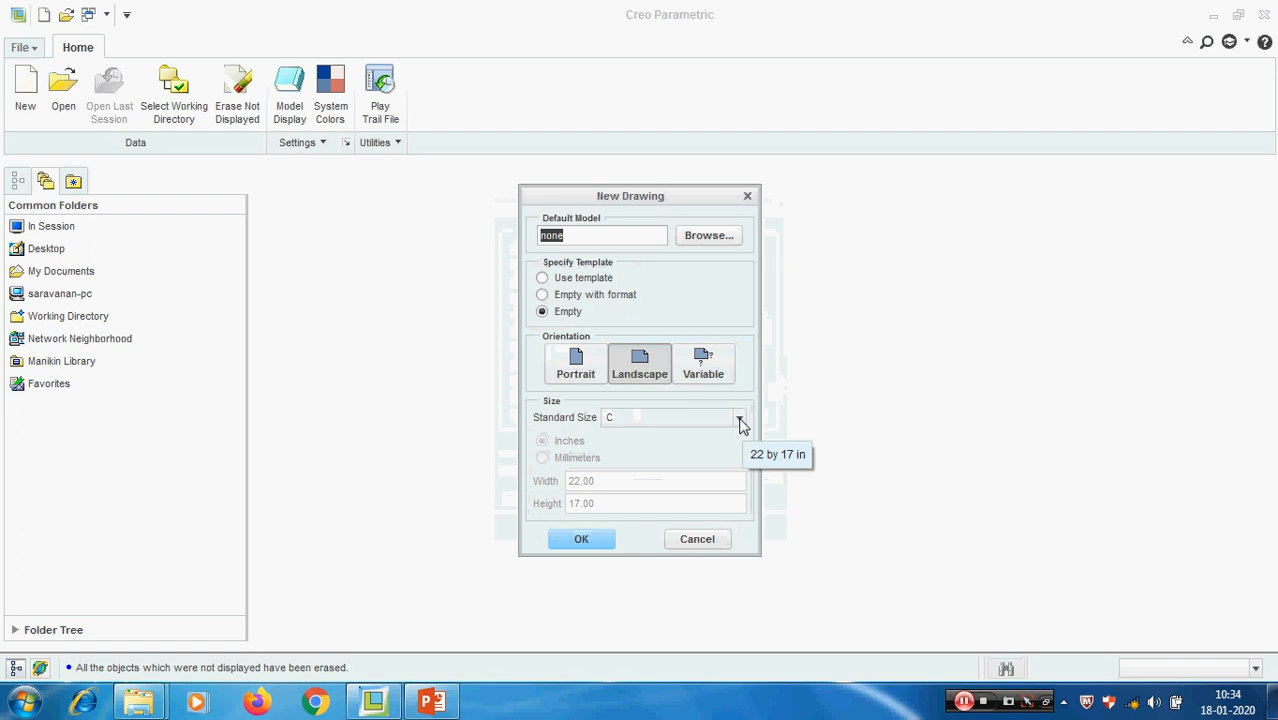 Creo Parametric
File
Home
New
Open
Open Last
Session
Select Working
Directory
Erase Not
Displayed
Model
Display
System
Colors
Play
Trail File
Data
Settings
Utilities
Common Folders
In Session
Desktop
My Documents
saravanan-pc
Working Directory
Network Neighborhood
Manikin Library
Favorites
Folder Tree
New Drawing
Default Model
none
Browse...
Specify Template
Use template
Empty with format
Empty
Orientation
Portrait
Landscape
Variable
Size
Standard Size C
Inches
22 by 17 in
Millimeters
Width 22.00
Height 17.00
OK
Cancel
• All the objects which were not displayed have been erased.
10:34
18-01-2020